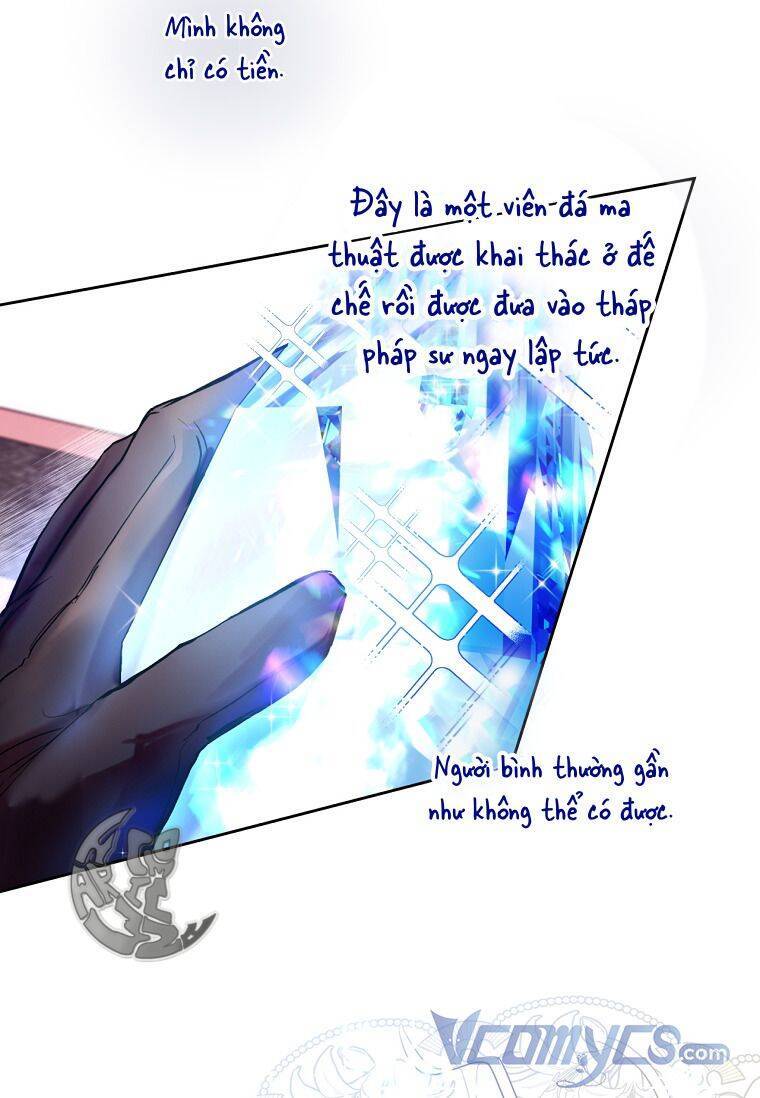 Mình không
chỉ có tiền.
Đây là một viên đá ma
thuật được khai thác ở đế
chế rồi được đưa vào tháp
pháp sư ngay lập tức.
Người bình thường gần
như không thể có được.
VCOMYCS.com